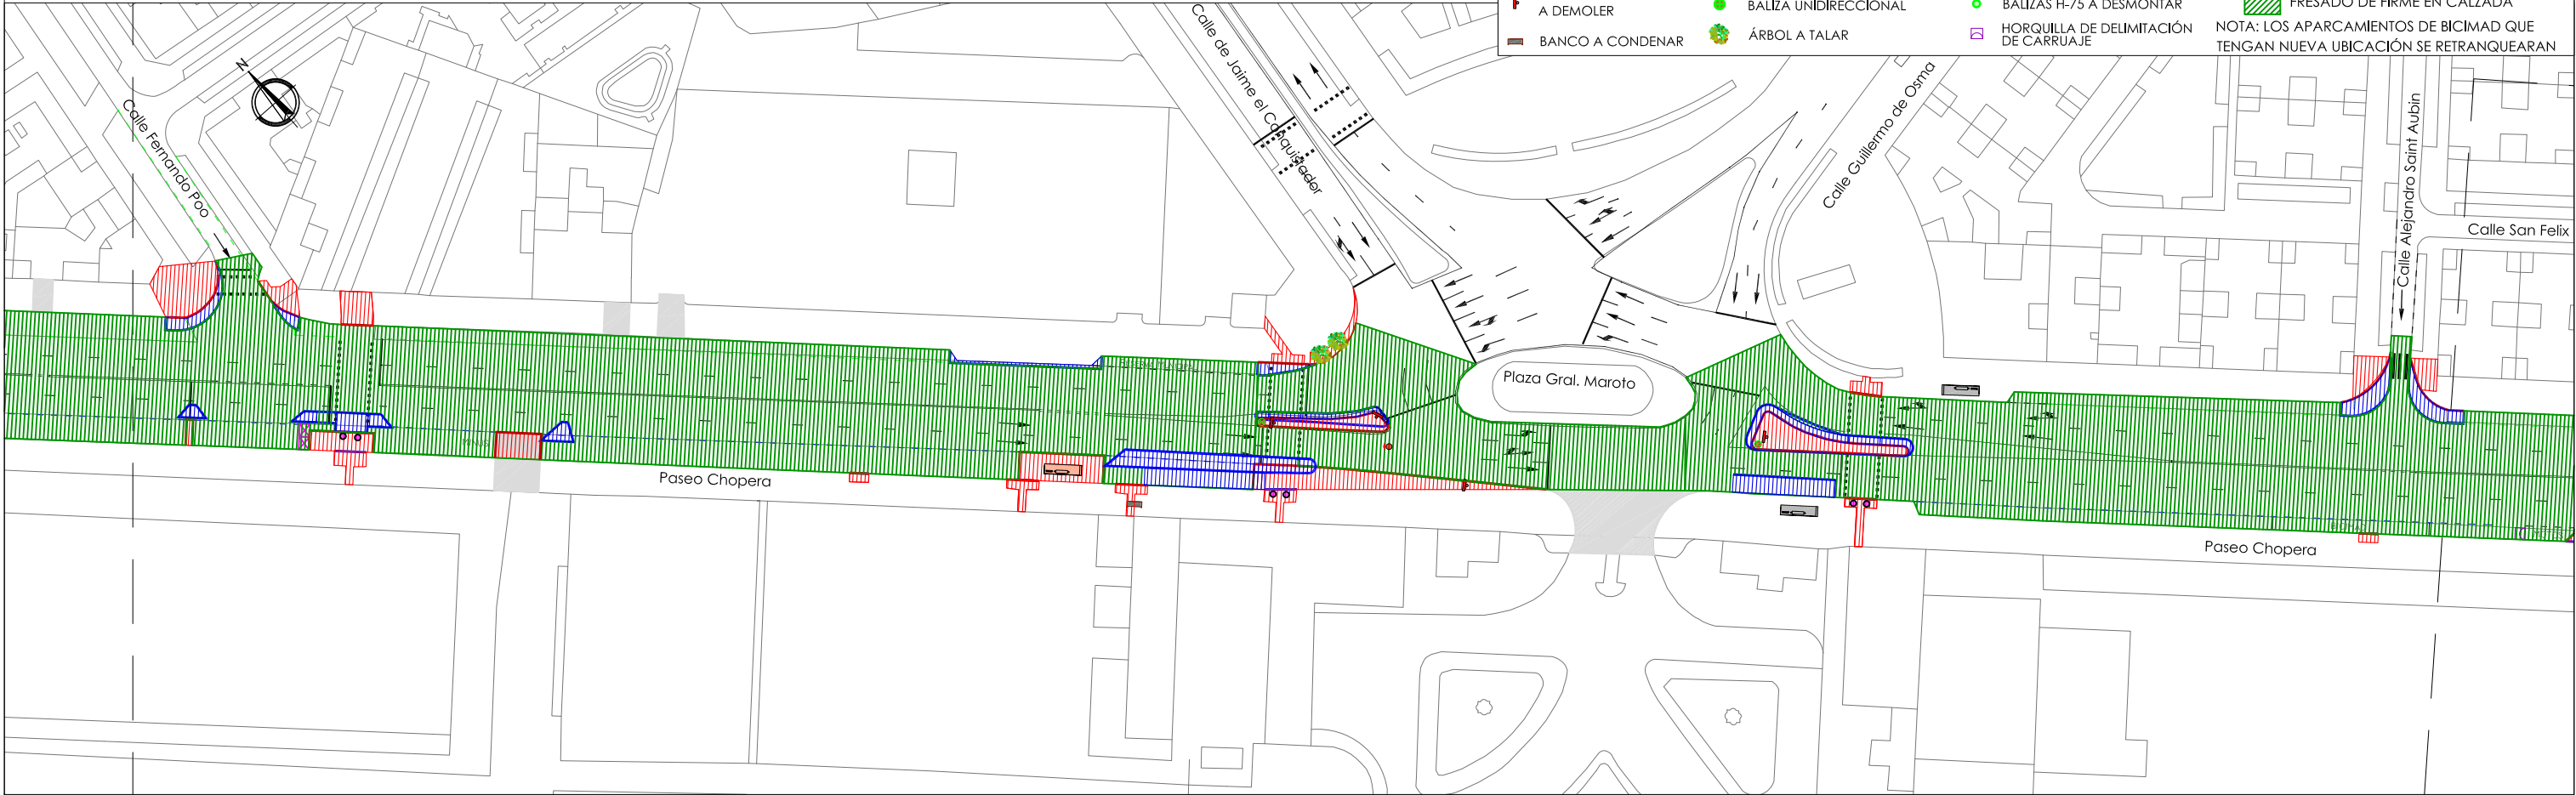 A DEMOLER
BALIZA UNIDIRECCIONAL
BALIZAS H-75 A DESMONTAR
FRESADO DE FIRME EN CALZADA
BANCO A CONDENAR
ÁRBOL A TALAR
HORQUILLA DE DELIMITACIÓN
DE CARRUAJE
NOTA: LOS APARCAMIENTOS DE BICIMAD QUE
TENGAN NUEVA UBICACIÓN SE RETRANQUEARAN
N
Calle Fernando Poo
Calle de Jaime el Conquistador
Calle Guillermo de Osma
Calle Alejandro Saint Aubin
Calle San Felix
Plaza Gral. Maroto
Paseo Chopera
Paseo Chopera